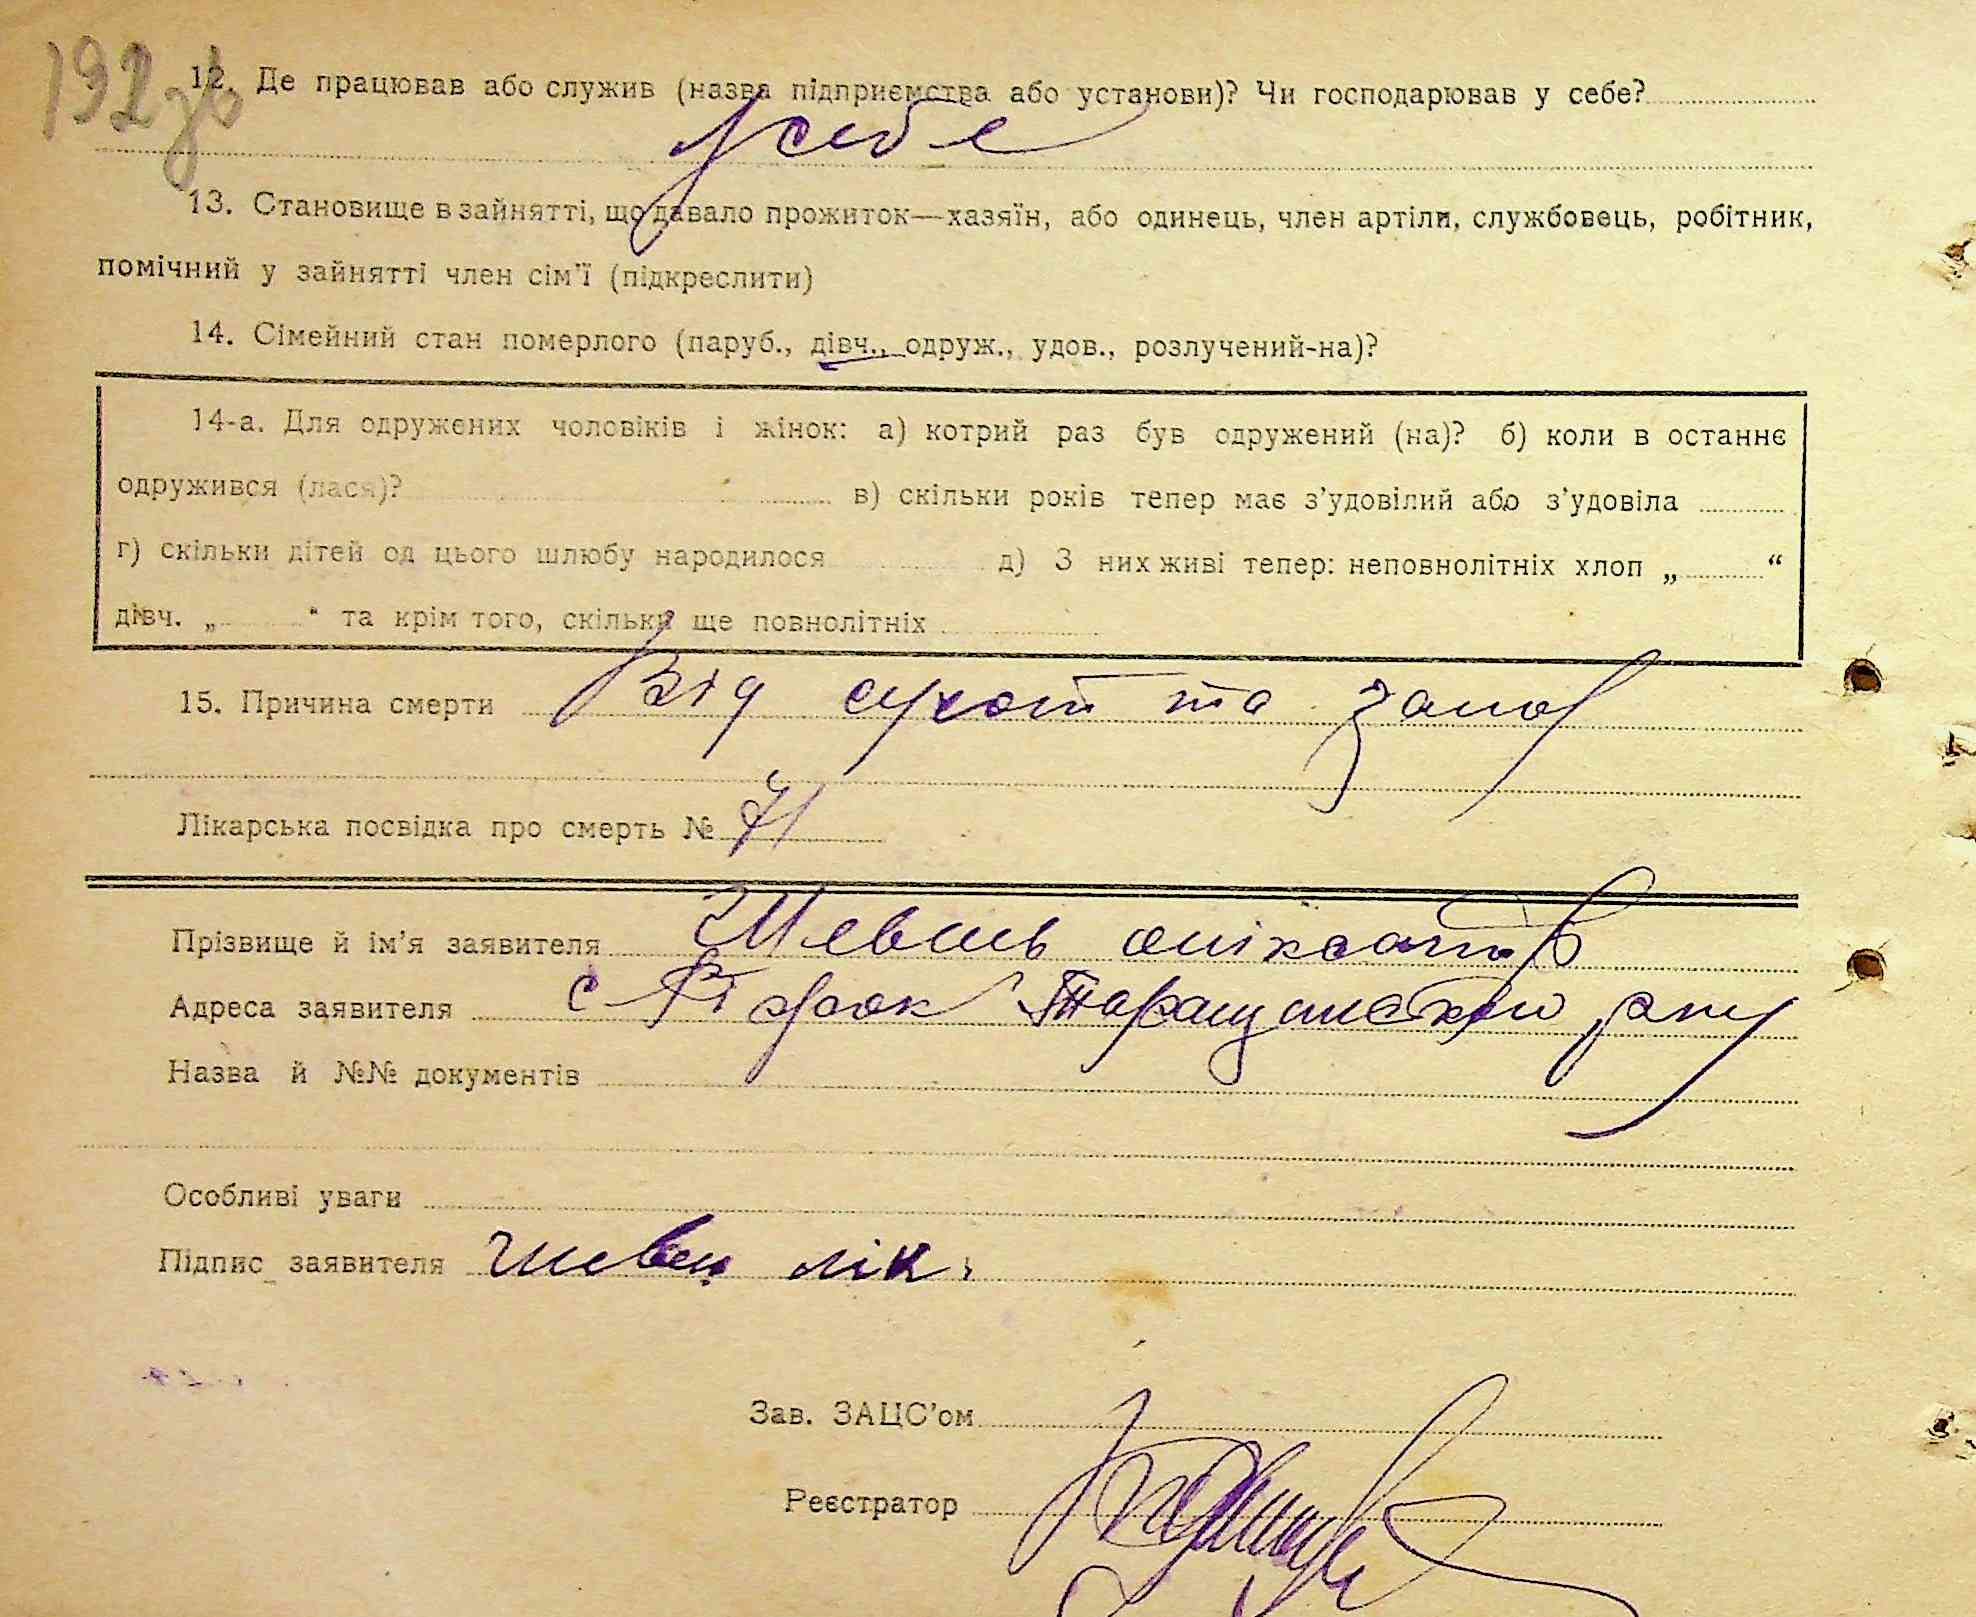 192 зв
12. Де працював або служив (назва підприємства або установи)? Чи господарював у себе?
у себе
13. Становище в зайнятті, що давало прожиток—хазяїн, або одинець, член артіли, службовець, робітник,
помічний у зайнятті член сім'ї (підкреслити)
14. Сімейний стан померлого (паруб., дівч., одруж., удов., розлучений-на)?
14-а. Для одружених чоловіків і жінок: а) котрий раз був одружений (на)? б) коли в останнє
одружився (лася)? в) скільки років тепер має з'удовілий або з'удовіла
г) скільки дітей од цього шлюбу народилося д) З них живі тепер: неповнолітніх хлоп „ “
дівч. „ “ та крім того, скільки ще повнолітніх
15. Причина смерти Від сухот та
Лікарська посвідка про смерть № 71
Прізвище й ім'я заявителя
Адреса заявителя с Таращанського р-ну
Назва й №№ документів
Особливі уваги
Підпис заявителя Швець
Зав. ЗАЦС'ом
Реєстратор